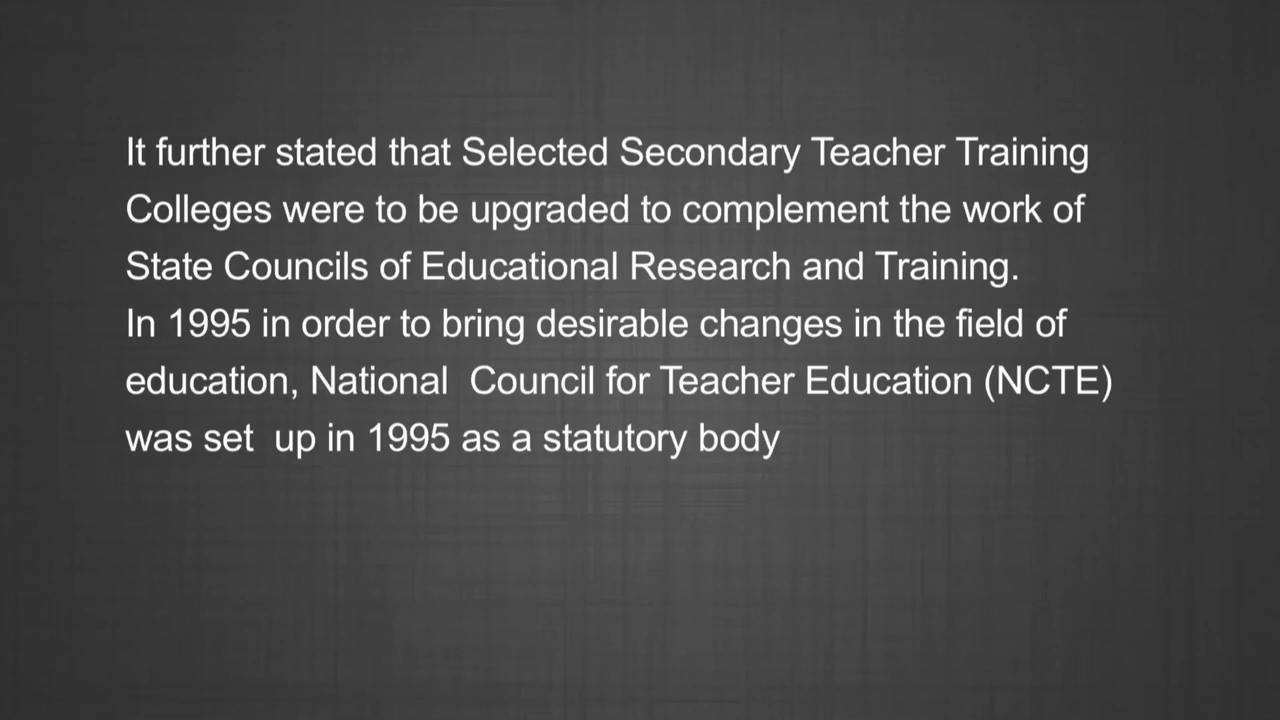 It further stated that Selected Secondary Teacher Training
Colleges were to be upgraded to complement the work of
State Councils of Educational Research and Training.
In 1995 in order to bring desirable changes in the field of
education, National  Council for Teacher Education (NCTE)
was set  up in 1995 as a statutory body